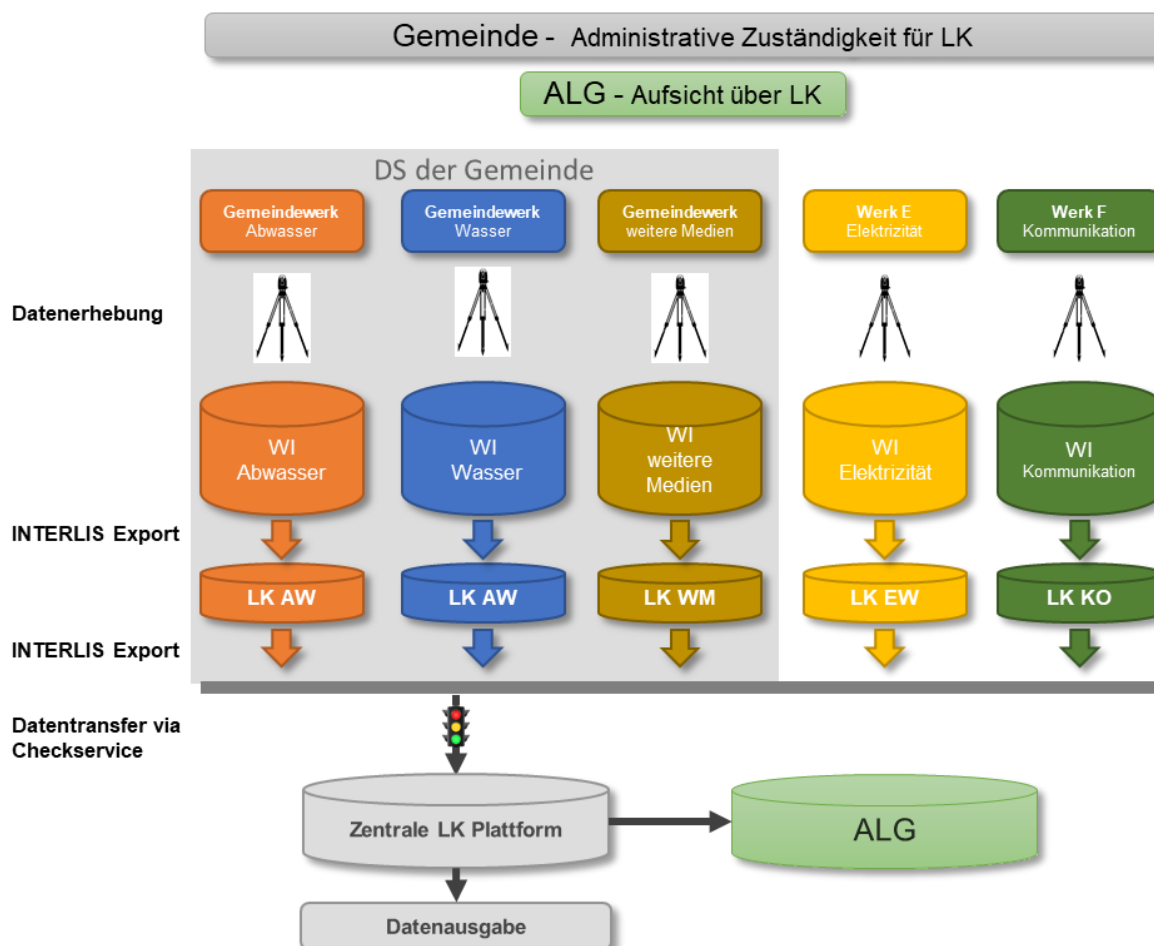 Gemeinde - Administrative Zuständigkeit für LK
ALG - Aufsicht über LK
DS der Gemeinde
Gemeindewerk
Abwasser
Gemeindewerk
Wasser
Gemeindewerk
weitere Medien
Werk E
Elektrizität
Werk F
Kommunikation
Datenerhebung
WI
Abwasser
WI
Wasser
WI
weitere
Medien
WI
Elektrizität
WI
Kommunikation
INTERLIS Export
LK AW
LK AW
LK WM
LK EW
LK KO
INTERLIS Export
Datentransfer via
Checkservice
Zentrale LK Plattform
ALG
Datenausgabe